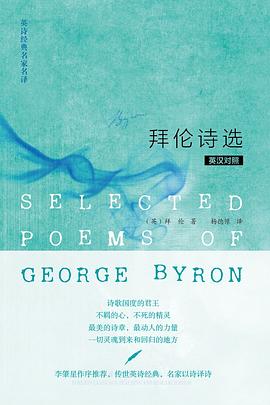 英诗经典名家名译
Byron
拜伦诗选
英汉对照
SELECTED
POEMS OF
GEORGE BYRON
（英）拜 伦 著 杨德豫 译
诗歌国度的君王
不羁的心，不死的精灵
最美的诗章，最动人的力量
一切灵魂到来和回归的地方
李肇星作序推荐，传世英诗经典，名家以诗译诗